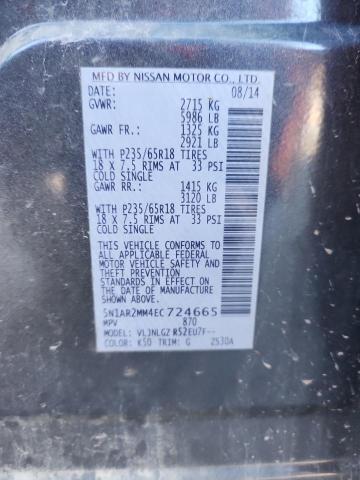 MFD BY NISSAN MOTOR CO., LTD.
DATE: 08/14
GVWR: 2715 KG
5986 LB
GAWR FR.: 1325 KG
2921 LB
WITH P235/65R18 TIRES
18 X 7.5 RIMS AT 33 PSI
COLD SINGLE
GAWR RR.: 1415 KG
3120 LB
WITH P235/65R18 TIRES
18 X 7.5 RIMS AT 33 PSI
COLD SINGLE
THIS VEHICLE CONFORMS TO
ALL APPLICABLE FEDERAL
MOTOR VEHICLE SAFETY
STANDARDS IN EFFECT ON
THE DATE OF MANUFACTURE
SHOWN ABOVE.
5N1AR2MM4EC724665
MPV 870
MODEL: VLJNLGZ R52EU7F--
COLOR: K50 TRIM: G ZS30A